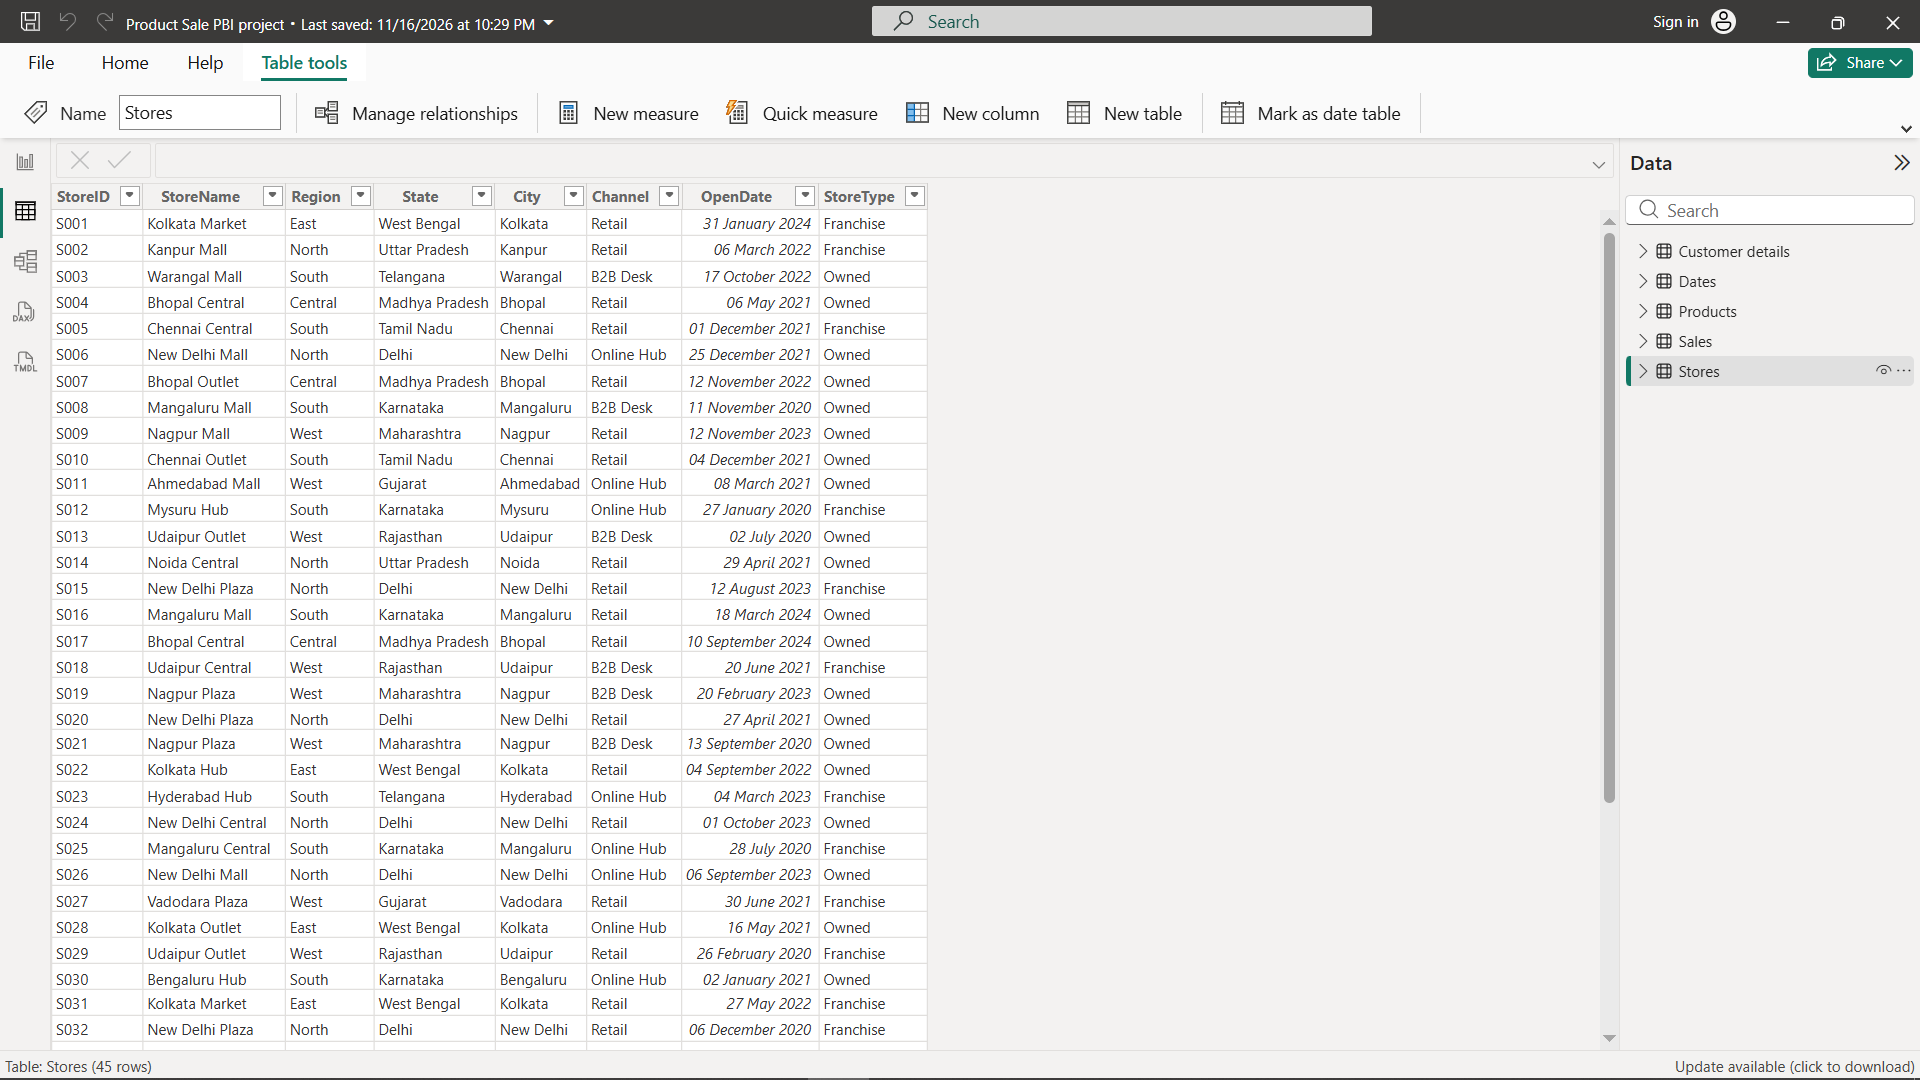 Product Sale PBI project • Last saved: 11/16/2026 at 10:29 PM
Search
Sign in
File Home Help Table tools
Share
Name Stores Manage relationships New measure Quick measure New column New table Mark as date table
StoreID StoreName Region State City Channel OpenDate StoreType
S001 Kolkata Market East West Bengal Kolkata Retail 31 January 2024 Franchise
S002 Kanpur Mall North Uttar Pradesh Kanpur Retail 06 March 2022 Franchise
S003 Warangal Mall South Telangana Warangal B2B Desk 17 October 2022 Owned
S004 Bhopal Central Central Madhya Pradesh Bhopal Retail 06 May 2021 Owned
S005 Chennai Central South Tamil Nadu Chennai Retail 01 December 2021 Franchise
S006 New Delhi Mall North Delhi New Delhi Online Hub 25 December 2021 Owned
S007 Bhopal Outlet Central Madhya Pradesh Bhopal Retail 12 November 2022 Owned
S008 Mangaluru Mall South Karnataka Mangaluru B2B Desk 11 November 2020 Owned
S009 Nagpur Mall West Maharashtra Nagpur Retail 12 November 2023 Owned
S010 Chennai Outlet South Tamil Nadu Chennai Retail 04 December 2021 Owned
S011 Ahmedabad Mall West Gujarat Ahmedabad Online Hub 08 March 2021 Owned
S012 Mysuru Hub South Karnataka Mysuru Online Hub 27 January 2020 Franchise
S013 Udaipur Outlet West Rajasthan Udaipur B2B Desk 02 July 2020 Owned
S014 Noida Central North Uttar Pradesh Noida Retail 29 April 2021 Owned
S015 New Delhi Plaza North Delhi New Delhi Retail 12 August 2023 Franchise
S016 Mangaluru Mall South Karnataka Mangaluru Retail 18 March 2024 Owned
S017 Bhopal Central Central Madhya Pradesh Bhopal Retail 10 September 2024 Owned
S018 Udaipur Central West Rajasthan Udaipur B2B Desk 20 June 2021 Franchise
S019 Nagpur Plaza West Maharashtra Nagpur B2B Desk 20 February 2023 Owned
S020 New Delhi Plaza North Delhi New Delhi Retail 27 April 2021 Owned
S021 Nagpur Plaza West Maharashtra Nagpur B2B Desk 13 September 2020 Owned
S022 Kolkata Hub East West Bengal Kolkata Retail 04 September 2022 Owned
S023 Hyderabad Hub South Telangana Hyderabad Online Hub 04 March 2023 Franchise
S024 New Delhi Central North Delhi New Delhi Retail 01 October 2023 Owned
S025 Mangaluru Central South Karnataka Mangaluru Online Hub 28 July 2020 Franchise
S026 New Delhi Mall North Delhi New Delhi Online Hub 06 September 2023 Owned
S027 Vadodara Plaza West Gujarat Vadodara Retail 30 June 2021 Franchise
S028 Kolkata Outlet East West Bengal Kolkata Online Hub 16 May 2021 Owned
S029 Udaipur Outlet West Rajasthan Udaipur Retail 26 February 2020 Franchise
S030 Bengaluru Hub South Karnataka Bengaluru Online Hub 02 January 2021 Owned
S031 Kolkata Market East West Bengal Kolkata Retail 27 May 2022 Franchise
S032 New Delhi Plaza North Delhi New Delhi Retail 06 December 2020 Franchise
DAX
TMDL
Data
Search
Customer details
Dates
Products
Sales
Stores
Table: Stores (45 rows)
Update available (click to download)